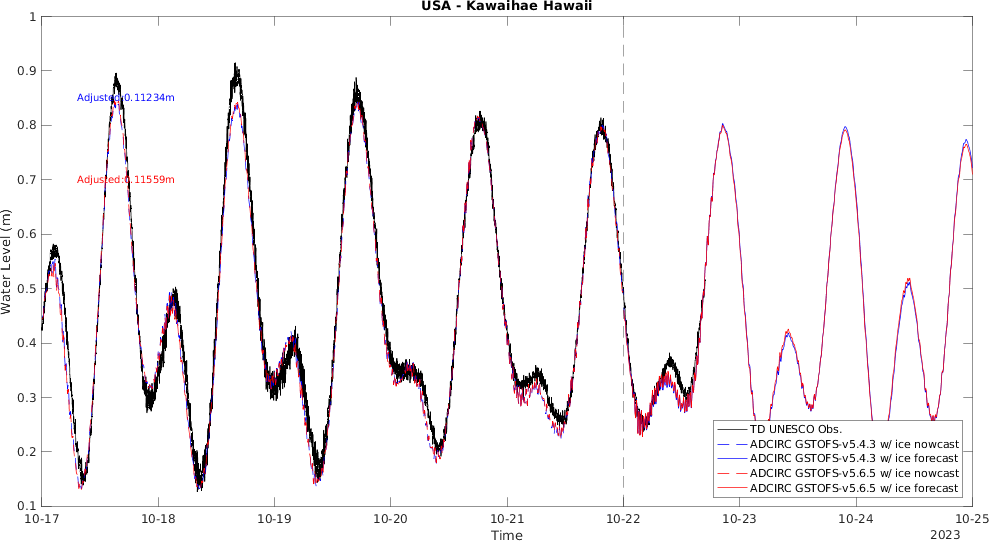 USA - Kawaihae Hawaii
1
0.9
0.8
0.7
0.6
0.5
0.4
0.3
0.2
0.1
Water Level (m)
Adjusted:0.11234m
Adjusted:0.11559m
TD UNESCO Obs.
ADCIRC GSTOFS-v5.4.3 w/ ice nowcast
ADCIRC GSTOFS-v5.4.3 w/ ice forecast
ADCIRC GSTOFS-v5.6.5 w/ ice nowcast
ADCIRC GSTOFS-v5.6.5 w/ ice forecast
10-17 10-18 10-19 10-20 10-21 10-22 10-23 10-24 10-25
Time
2023